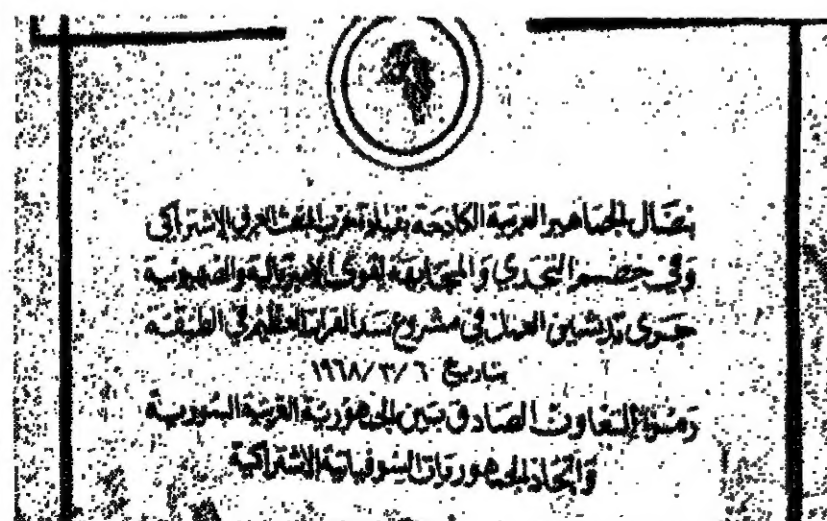 بنضال الجماهير العربية الكادحة بقيادة حزب البعث العربي الاشتراكي
وفي خضم التحدي والمجابهة لقوى الامبريالية والصهيونية
جرى تدشين العمل في مشروع سد الفرات العظيم في الطبقة
بتاريخ ٦ /٣/ ١٩٦٨
رمزا للتعاون الصادق بين الجمهورية العربية السورية
واتحاد الجمهوريات السوفياتية الاشتراكية